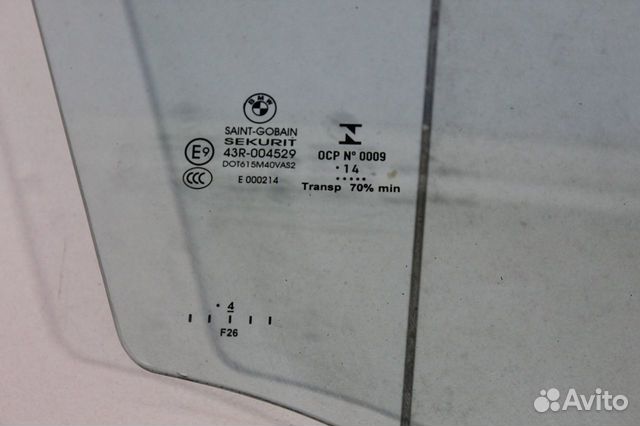 BMW
SAINT-GOBAIN
SEKURIT
E9
43R-004529
DOT615M40VAS2
CCC
E 000214
OCP Nº 0009
·14
.....
Transp 70% min
· 4
F26
Avito